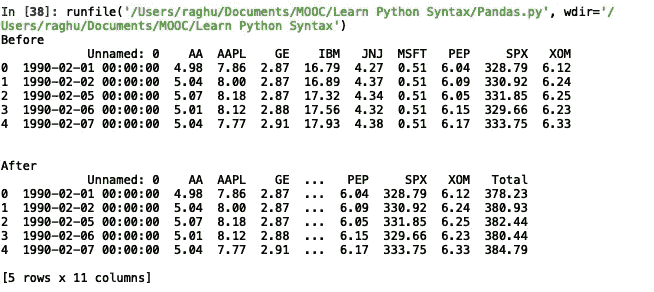 In [38]: runfile('/Users/raghu/Documents/MOOC/Learn Python Syntax/Pandas.py', wdir='/
Users/raghu/Documents/MOOC/Learn Python Syntax')
Before
Unnamed: 0 AA AAPL GE IBM JNJ MSFT PEP SPX XOM
0 1990-02-01 00:00:00 4.98 7.86 2.87 16.79 4.27 0.51 6.04 328.79 6.12
1 1990-02-02 00:00:00 5.04 8.00 2.87 16.89 4.37 0.51 6.09 330.92 6.24
2 1990-02-05 00:00:00 5.07 8.18 2.87 17.32 4.34 0.51 6.05 331.85 6.25
3 1990-02-06 00:00:00 5.01 8.12 2.88 17.56 4.32 0.51 6.15 329.66 6.23
4 1990-02-07 00:00:00 5.04 7.77 2.91 17.93 4.38 0.51 6.17 333.75 6.33
After
Unnamed: 0 AA AAPL GE ... PEP SPX XOM Total
0 1990-02-01 00:00:00 4.98 7.86 2.87 ... 6.04 328.79 6.12 378.23
1 1990-02-02 00:00:00 5.04 8.00 2.87 ... 6.09 330.92 6.24 380.93
2 1990-02-05 00:00:00 5.07 8.18 2.87 ... 6.05 331.85 6.25 382.44
3 1990-02-06 00:00:00 5.01 8.12 2.88 ... 6.15 329.66 6.23 380.44
4 1990-02-07 00:00:00 5.04 7.77 2.91 ... 6.17 333.75 6.33 384.79
[5 rows x 11 columns]